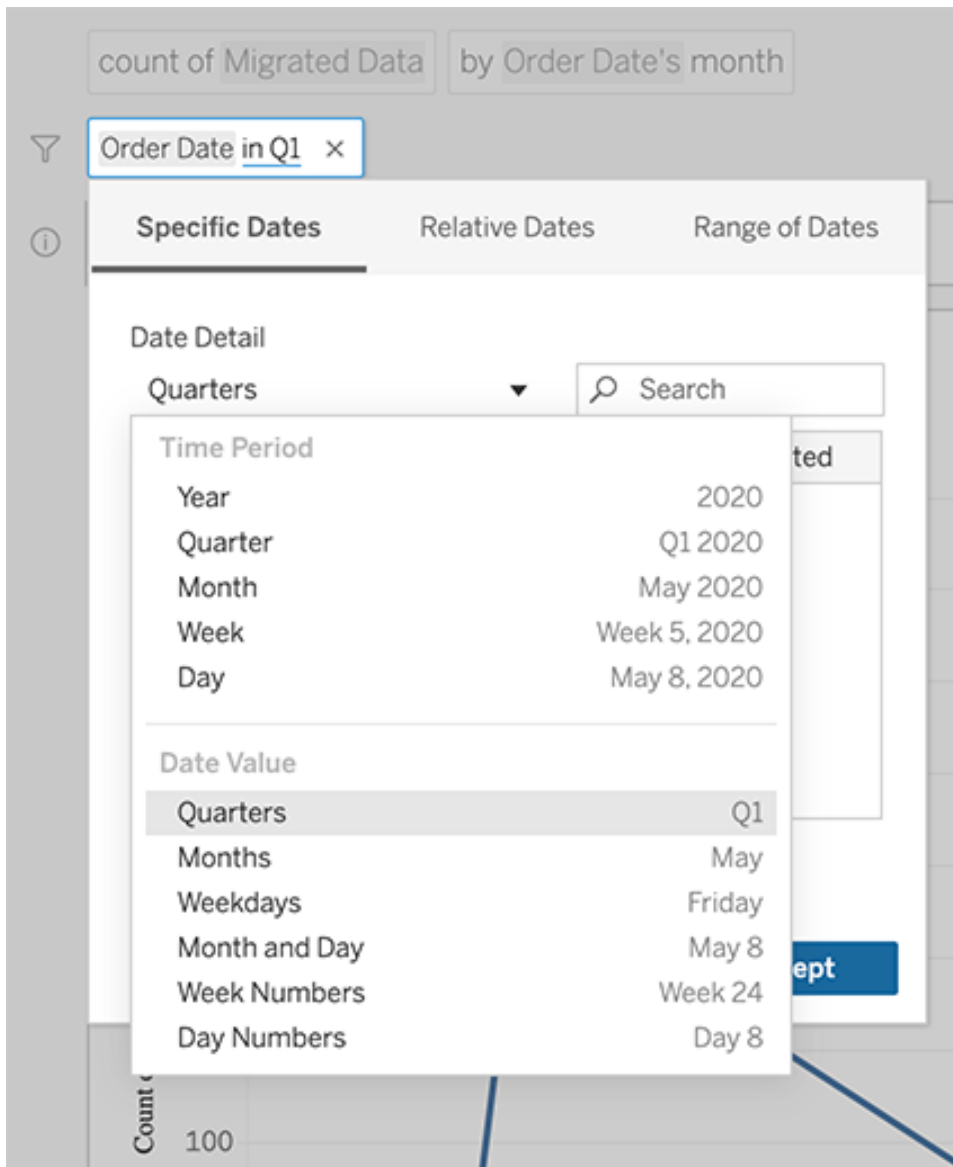 count of Migrated Data by Order Date's month
Order Date in Q1 ×
Specific Dates Relative Dates Range of Dates
Date Detail
Quarters Search
Time Period ted
Year 2020
Quarter Q1 2020
Month May 2020
Week Week 5, 2020
Day May 8, 2020
Date Value
Quarters Q1
Months May
Weekdays Friday
Month and Day May 8
ept
Week Numbers Week 24
Day Numbers Day 8
Count
100